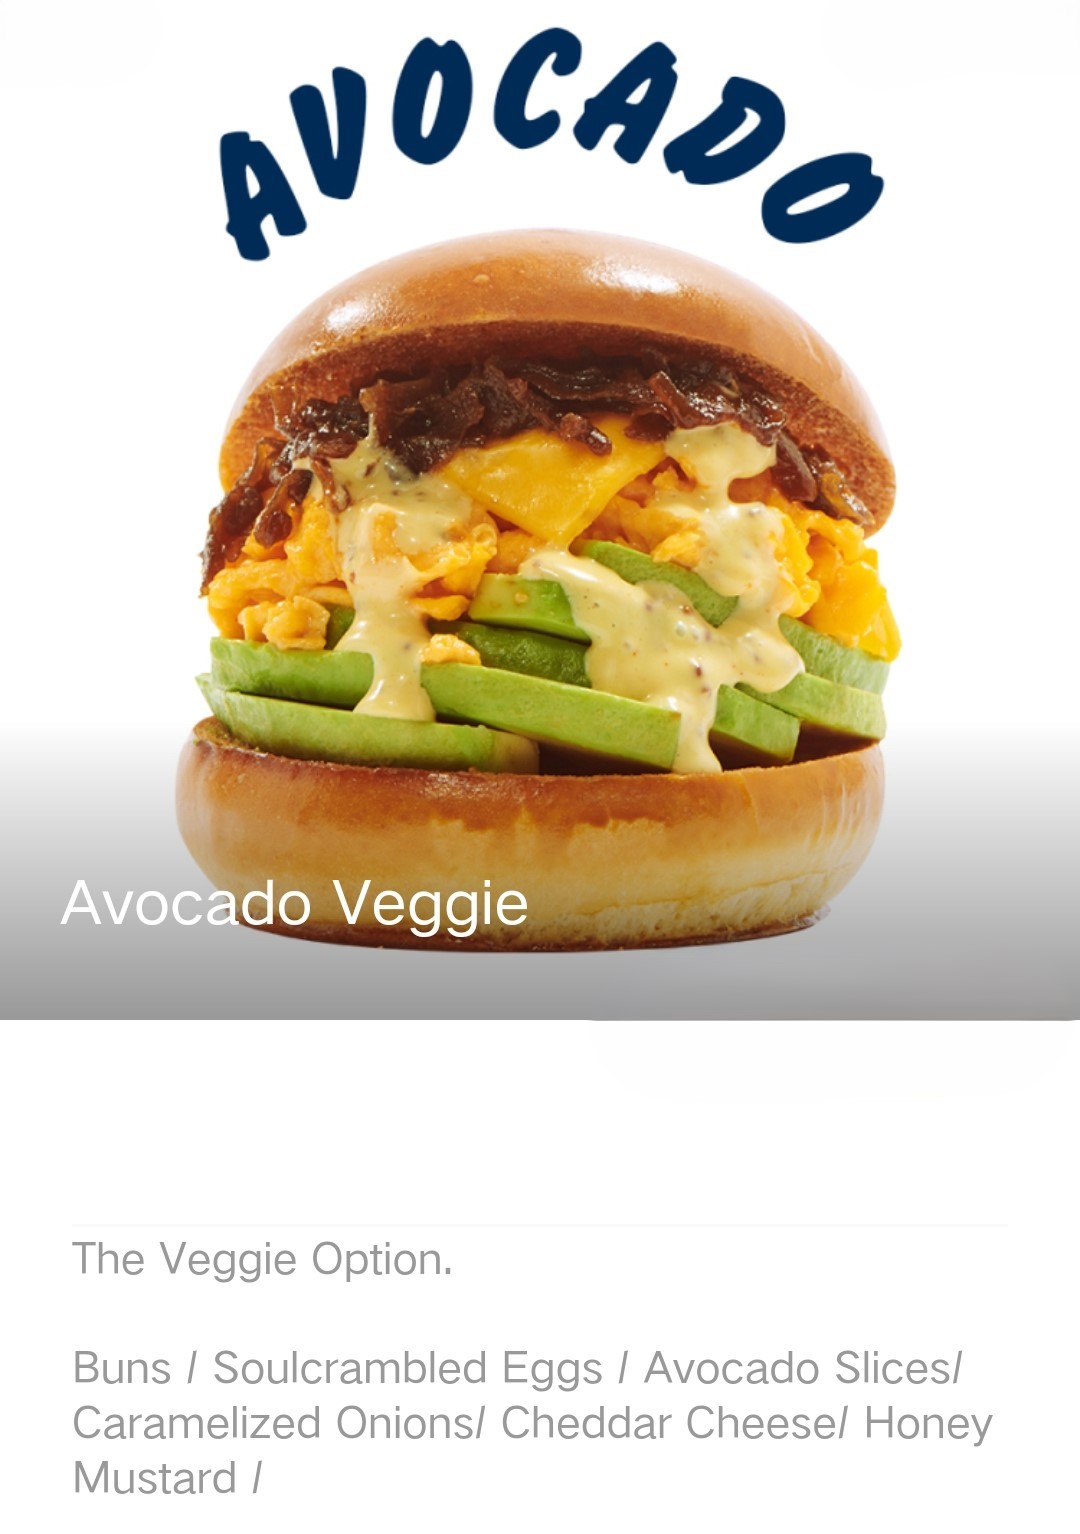 AVOCADO
Avocado Veggie
The Veggie Option.
Buns / Soulcrambled Eggs / Avocado Slices/
Caramelized Onions/ Cheddar Cheese/ Honey
Mustard /